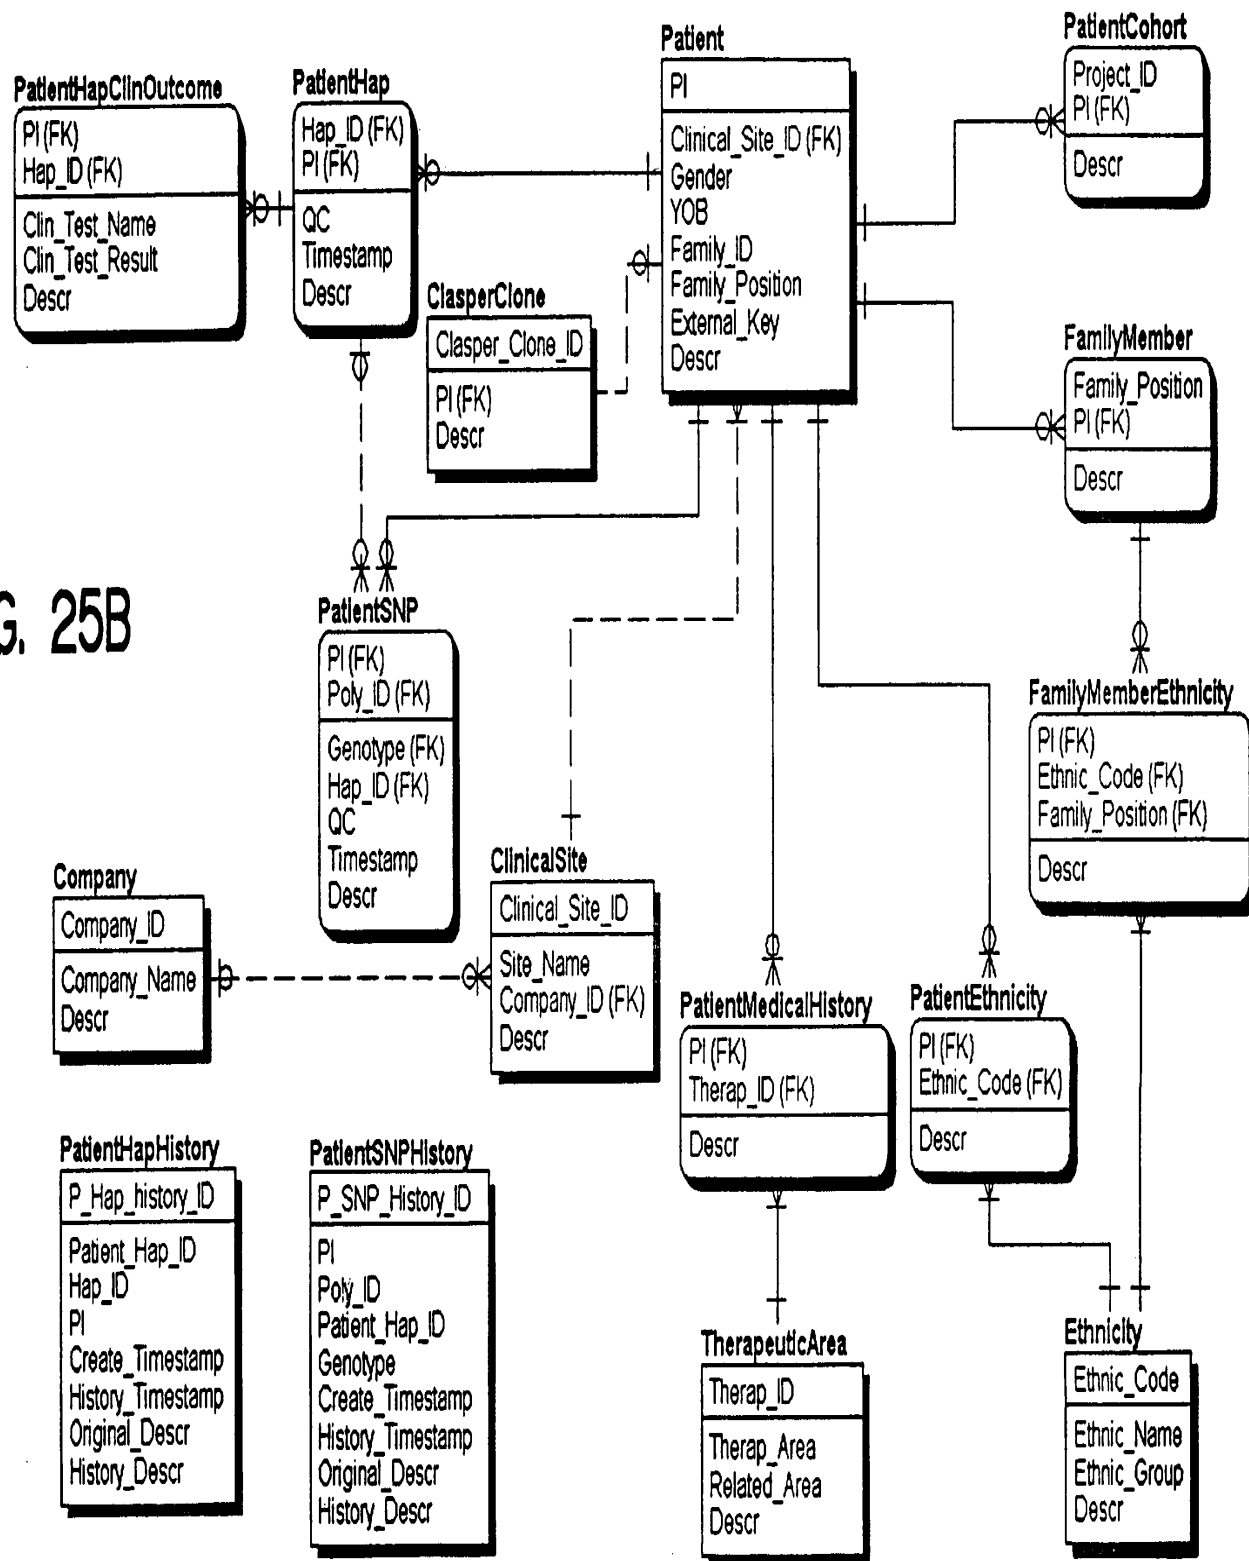 PatientHapClinOutcome
PI (FK)
Hap_ID (FK)
Clin_Test_Name
Clin_Test_Result
Descr
PatientHap
Hap_ID (FK)
PI (FK)
QC
Timestamp
Descr
Patient
PI
Clinical_Site_ID (FK)
Gender
YOB
Family_ID
Family_Position
External_Key
Descr
PatientCohort
Project_ID
PI (FK)
Descr
ClasperClone
Clasper_Clone_ID
PI (FK)
Descr
FamilyMember
Family_Position
PI (FK)
Descr
G. 25B
PatientSNP
PI (FK)
Poly_ID (FK)
Genotype (FK)
Hap_ID (FK)
QC
Timestamp
Descr
FamilyMemberEthnicity
PI (FK)
Ethnic_Code (FK)
Family_Position (FK)
Descr
Company
Company_ID
Company_Name
Descr
ClinicalSite
Clinical_Site_ID
Site_Name
Company_ID (FK)
Descr
PatientMedicalHistory
PI (FK)
Therap_ID (FK)
Descr
PatientEthnicity
PI (FK)
Ethnic_Code (FK)
Descr
PatientHapHistory
P_Hap_history_ID
Patient_Hap_ID
Hap_ID
PI
Create_Timestamp
History_Timestamp
Original_Descr
History_Descr
PatientSNPHistory
P_SNP_History_ID
PI
Poly_ID
Patient_Hap_ID
Genotype
Create_Timestamp
History_Timestamp
Original_Descr
History_Descr
TherapeuticArea
Therap_ID
Therap_Area
Related_Area
Descr
Ethnicity
Ethnic_Code
Ethnic_Name
Ethnic_Group
Descr